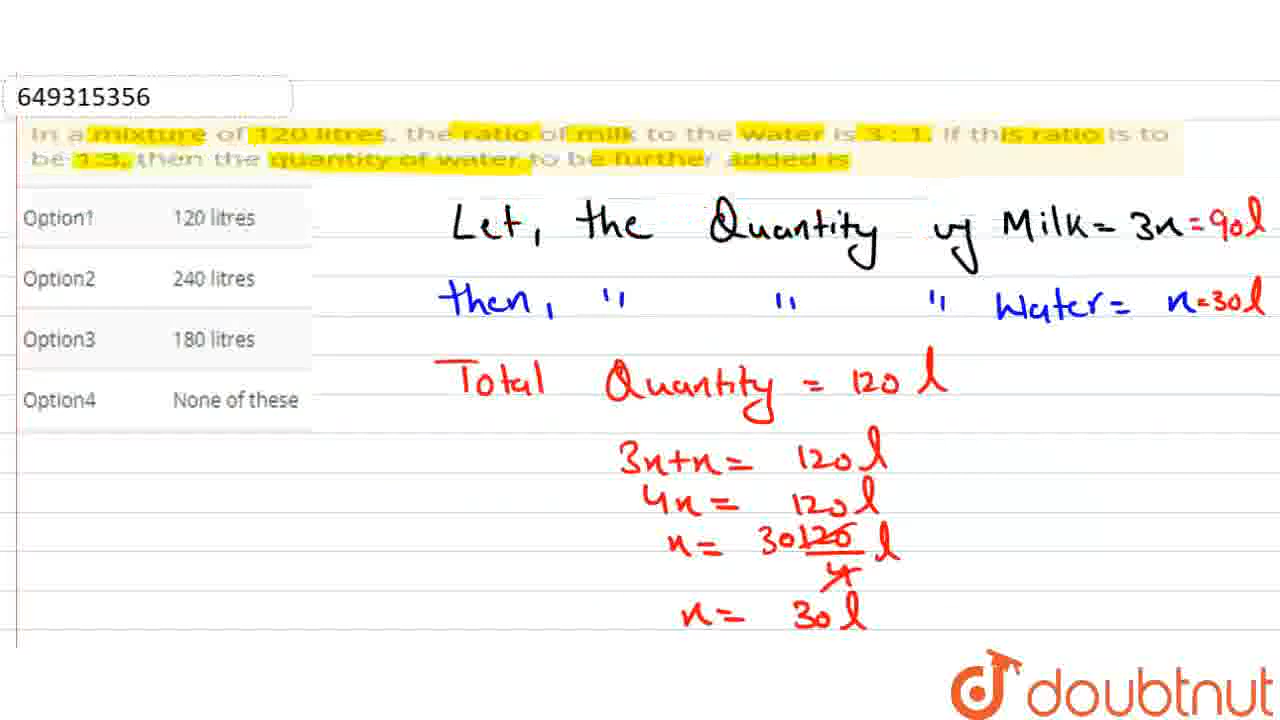 649315356
In a mixture of 120 litres, the ratio of milk to the water is 3 : 1. If this ratio is to
be 1:3, then the quantity of water to be further added is
Option1 120 litres
Option2 240 litres
Option3 180 litres
Option4 None of these
Let, the Quantity of Milk = 3x = 90l
then, " " " Water = x = 30l
Total Quantity = 120 l
3x+x = 120 l
4x = 120 l
x = 30 120/4 l
x = 30 l
doubtnut